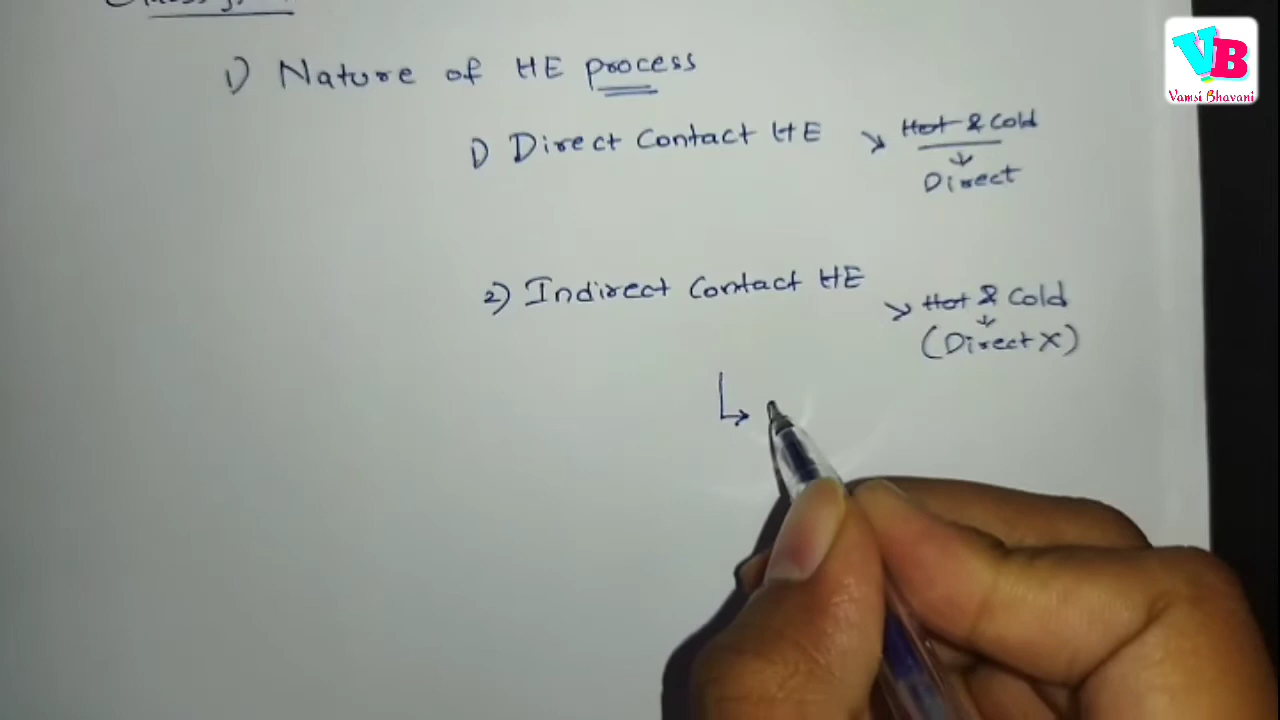 1) Nature of HE process
1) Direct Contact HE
Hot & Cold
Direct
2) Indirect Contact HE
Hot & Cold
(Direct X)
VB
Vamsi Bhavani